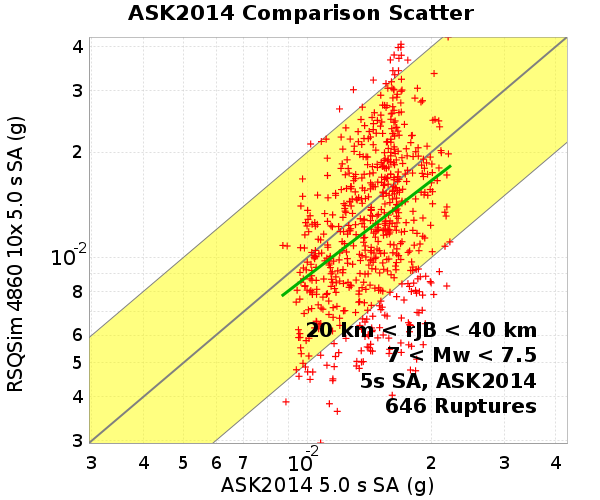 ASK2014 Comparison Scatter
RSQSim 4860 10x 5.0 s SA (g)
4
3
2
10⁻²
8
6
5
4
3
20 km < rJB < 40 km
7 < Mw < 7.5
5s SA, ASK2014
646 Ruptures
3 4 5 6 7 10⁻² 2 3 4
ASK2014 5.0 s SA (g)